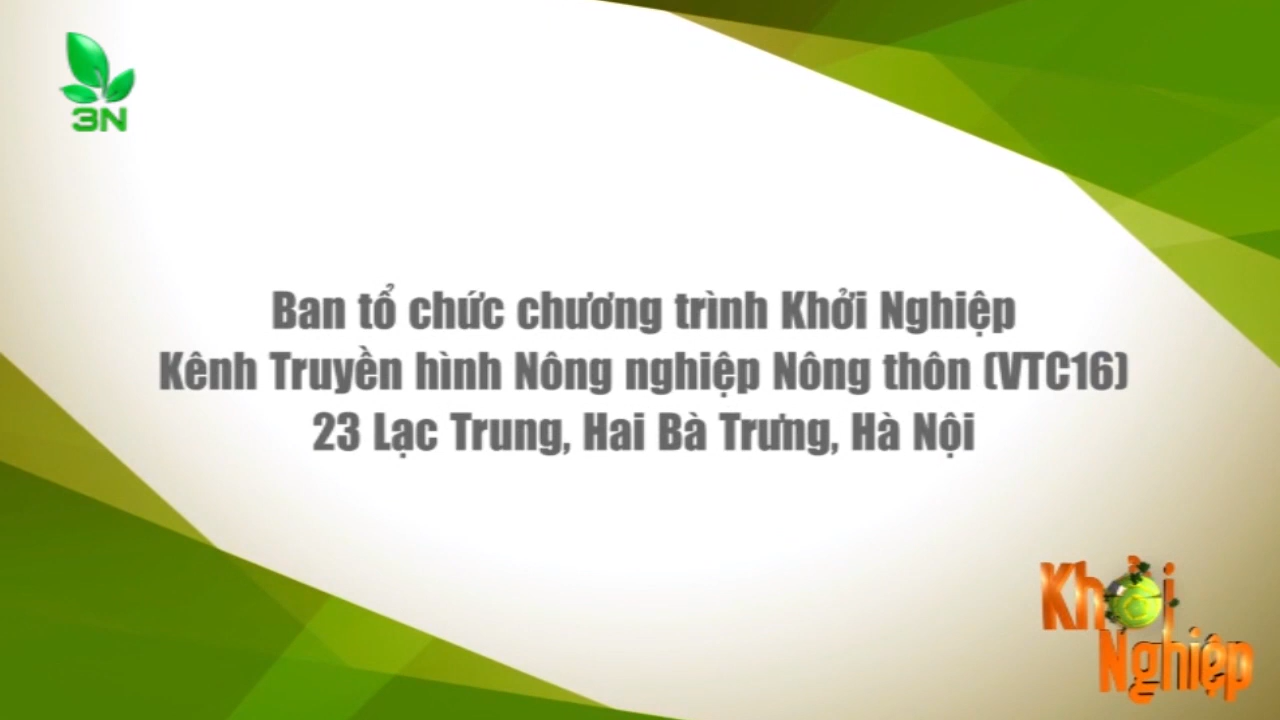 3N
Ban tổ chức chương trình Khởi Nghiệp
Kênh Truyền hình Nông nghiệp Nông thôn (VTC16)
23 Lạc Trung, Hai Bà Trưng, Hà Nội
Khởi
Nghiệp